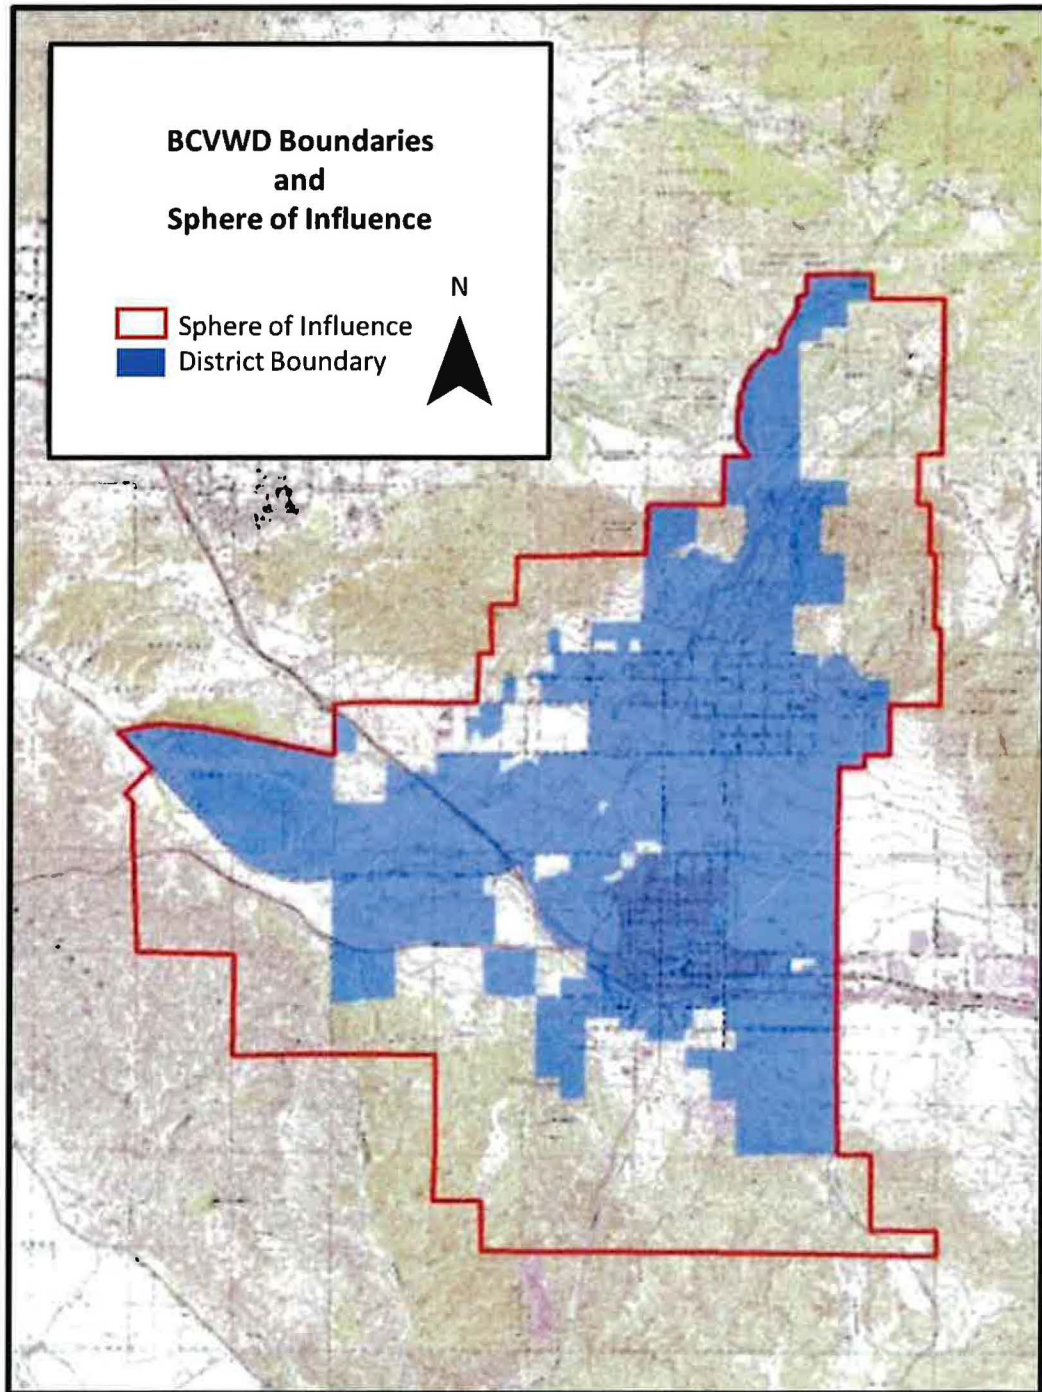 BCVWD Boundaries
and
Sphere of Influence
N
Sphere of Influence
District Boundary